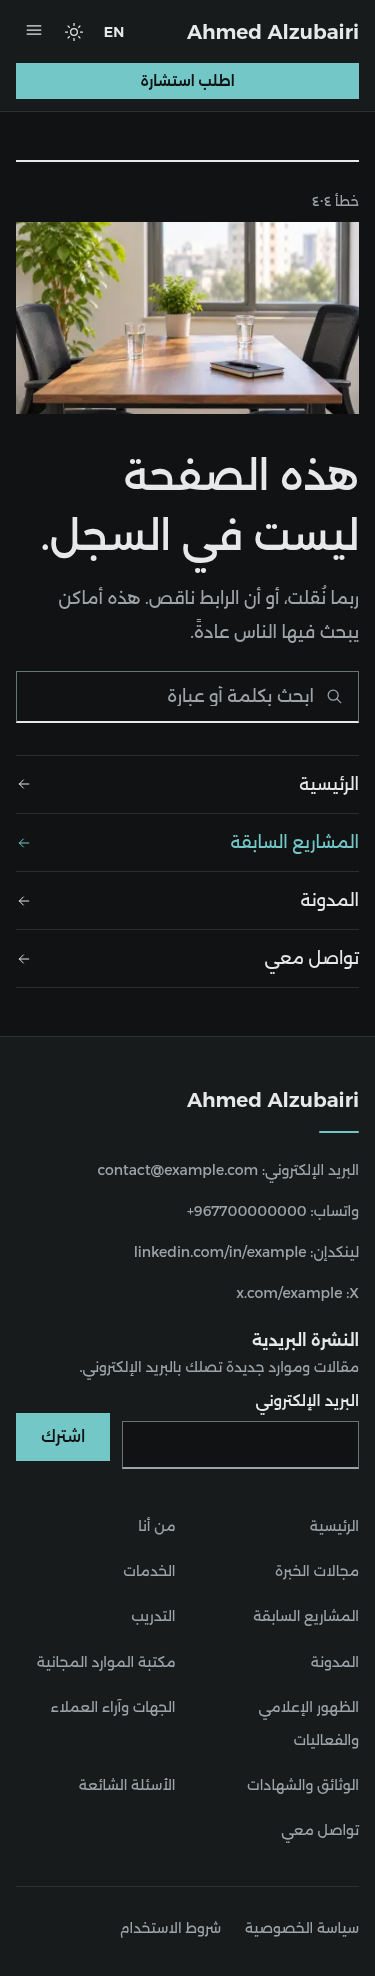 Ahmed Alzubairi
EN
اطلب استشارة
خطأ ٤٠٤
هذه الصفحة
ليست في السجل.
ربما نُقلت، أو أن الرابط ناقص. هذه أماكن
يبحث فيها الناس عادةً.
ابحث بكلمة أو عبارة
الرئيسية
المشاريع السابقة
المدونة
تواصل معي
Ahmed Alzubairi
البريد الإلكتروني: contact@example.com
واتساب: +967700000000
لينكدإن: linkedin.com/in/example
X: x.com/example
النشرة البريدية
مقالات وموارد جديدة تصلك بالبريد الإلكتروني.
البريد الإلكتروني
اشترك
الرئيسية
من أنا
مجالات الخبرة
الخدمات
المشاريع السابقة
التدريب
المدونة
مكتبة الموارد المجانية
الظهور الإعلامي
والفعاليات
الجهات وآراء العملاء
الوثائق والشهادات
الأسئلة الشائعة
تواصل معي
سياسة الخصوصية
شروط الاستخدام